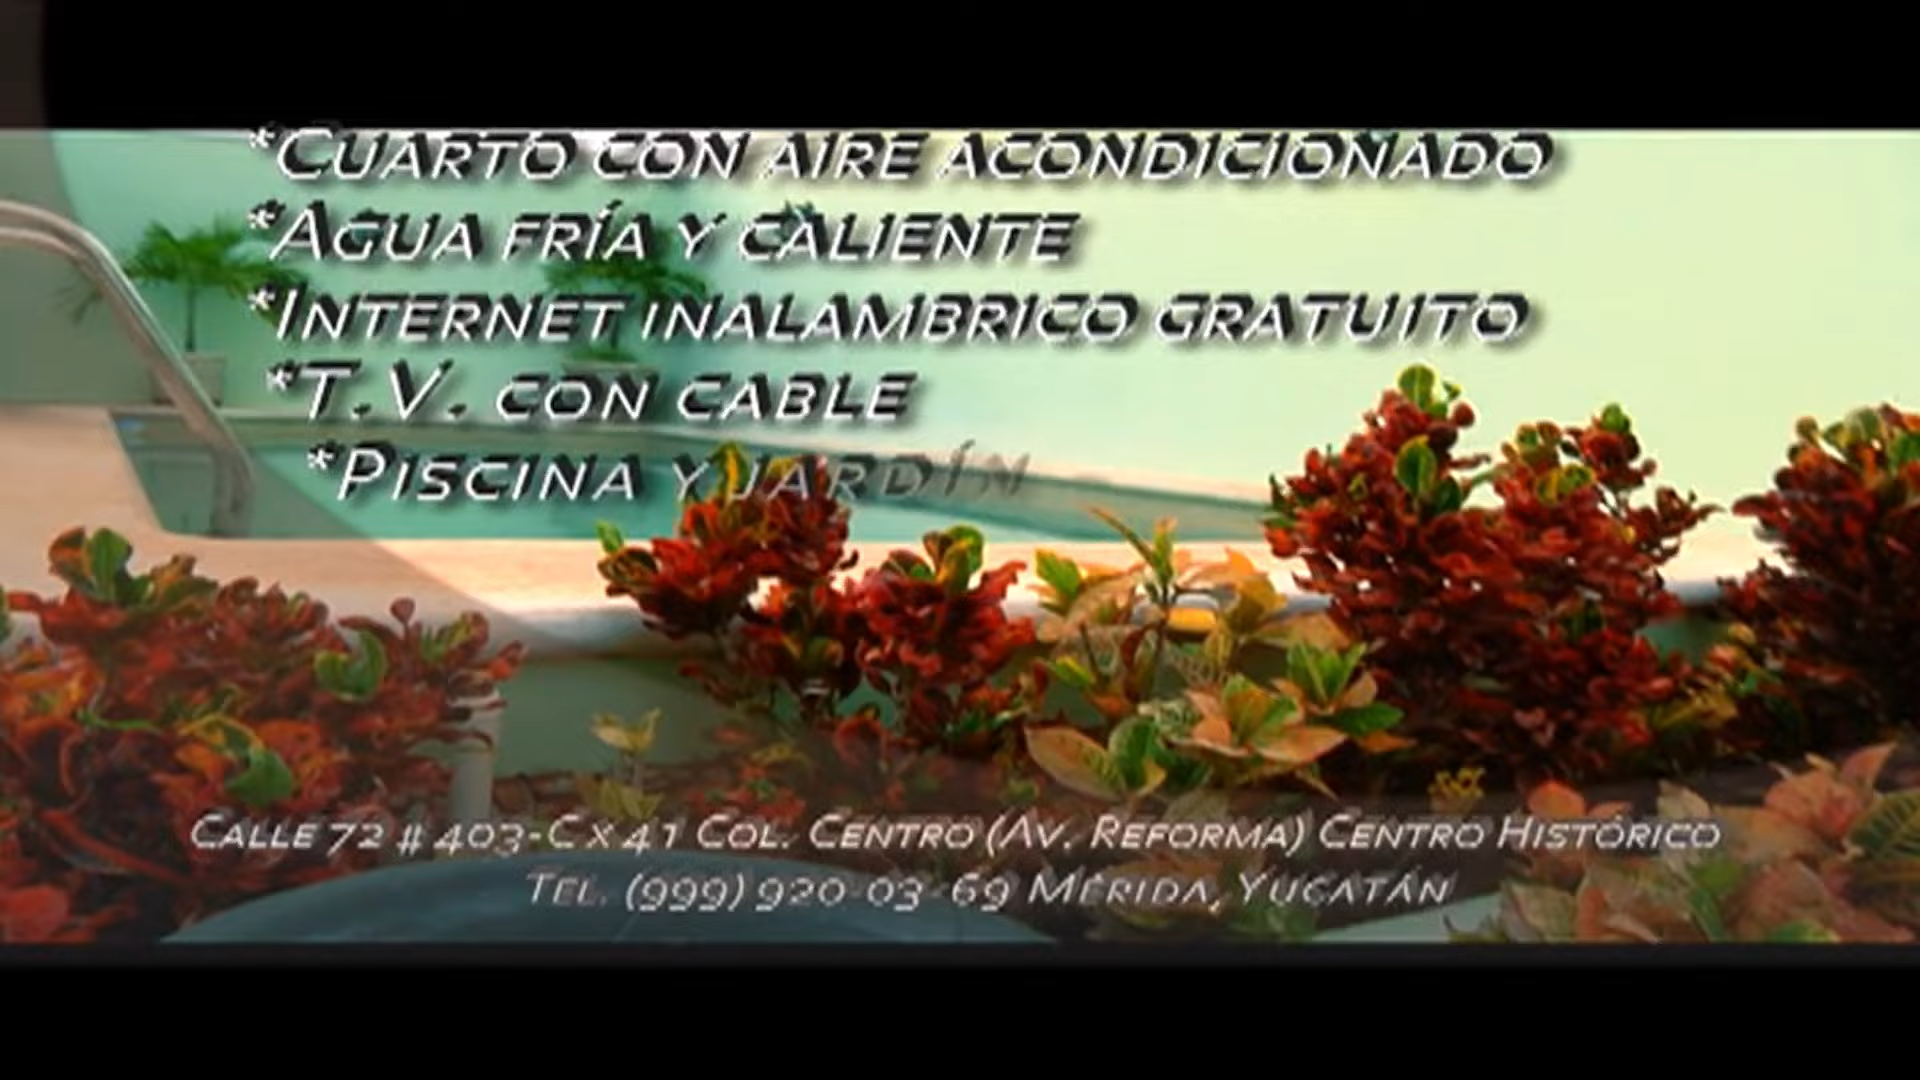 *Cuarto con aire acondicionado
*Agua fría y caliente
*Internet inalambrico gratuito
*T.V. con cable
*Piscina y jardín
Calle 72 # 403-C x 41 Col. Centro (Av. Reforma) Centro Histórico
Tel. (999) 920-03-69 Mérida, Yucatán